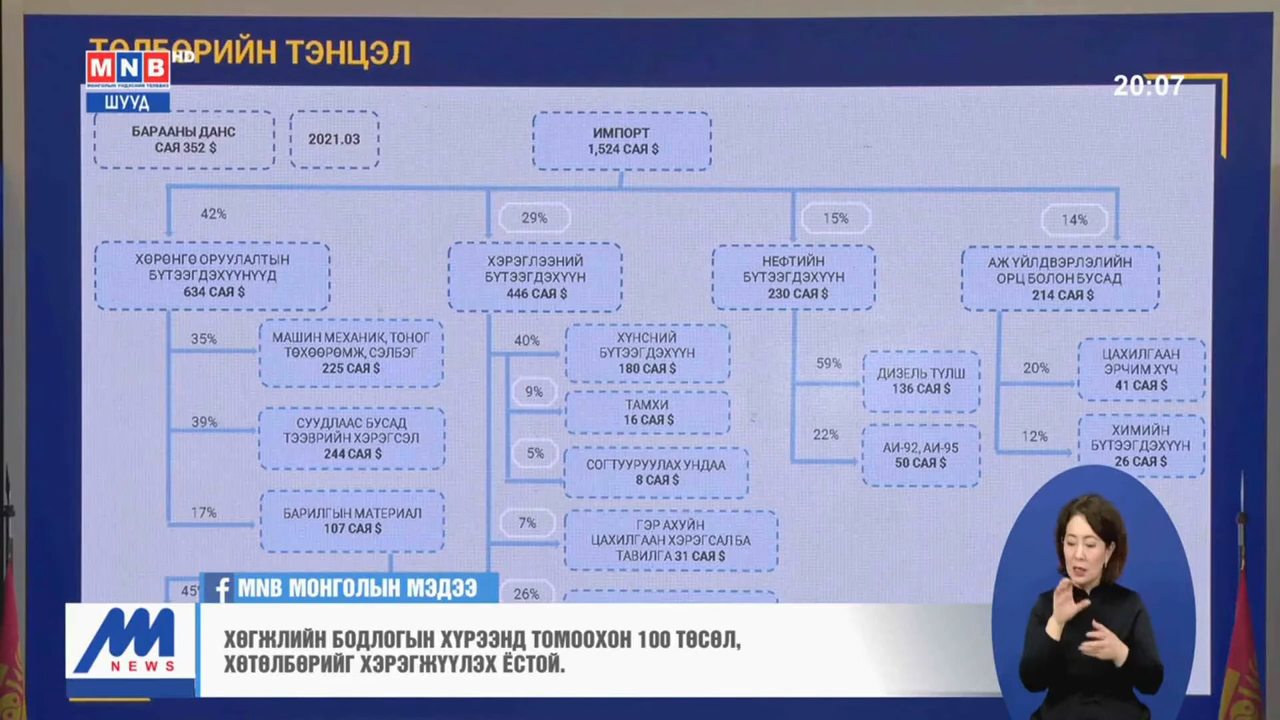 ТӨЛБӨРИЙН ТЭНЦЭЛ
MNB HD
МОНГОЛЫН ҮНДЭСНИЙ ТЕЛЕВИЗ
ШУУД
20:07
БАРААНЫ ДАНС
САЯ 352 $
2021.03
ИМПОРТ
1,524 САЯ $
42%
29%
15%
14%
ХӨРӨНГӨ ОРУУЛАЛТЫН
БҮТЭЭГДЭХҮҮНҮҮД
634 САЯ $
ХЭРЭГЛЭЭНИЙ
БҮТЭЭГДЭХҮҮН
446 САЯ $
НЕФТИЙН
БҮТЭЭГДЭХҮҮН
230 САЯ $
АЖ ҮЙЛДВЭРЛЭЛИЙН
ОРЦ БОЛОН БУСАД
214 САЯ $
35%
МАШИН МЕХАНИК, ТОНОГ
ТӨХӨӨРӨМЖ, СЭЛБЭГ
225 САЯ $
39%
СУУДЛААС БУСАД
ТЭЭВРИЙН ХЭРЭГСЭЛ
244 САЯ $
17%
БАРИЛГЫН МАТЕРИАЛ
107 САЯ $
45%
40%
ХҮНСНИЙ
БҮТЭЭГДЭХҮҮН
180 САЯ $
9%
ТАМХИ
16 САЯ $
5%
СОГТУУРУУЛАХ УНДАА
8 САЯ $
7%
ГЭР АХУЙН
ЦАХИЛГААН ХЭРЭГСАЛ БА
ТАВИЛГА 31 САЯ $
26%
59%
ДИЗЕЛЬ ТҮЛШ
136 САЯ $
22%
АИ-92, АИ-95
50 САЯ $
20%
ЦАХИЛГААН
ЭРЧИМ ХҮЧ
41 САЯ $
12%
ХИМИЙН
БҮТЭЭГДЭХҮҮН
26 САЯ $
f MNB МОНГОЛЫН МЭДЭЭ
NEWS
ХӨГЖЛИЙН БОДЛОГЫН ХҮРЭЭНД ТОМООХОН 100 ТӨСӨЛ,
ХӨТӨЛБӨРИЙГ ХЭРЭГЖҮҮЛЭХ ЁСТОЙ.